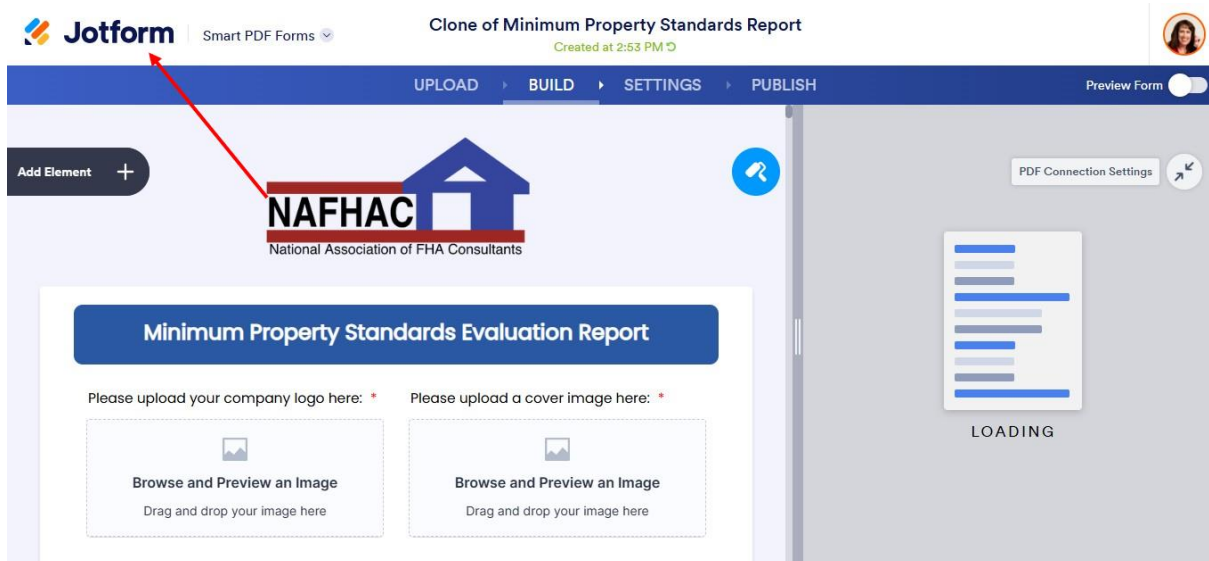 Jotform
Smart PDF Forms
Clone of Minimum Property Standards Report
Created at 2:53 PM
UPLOAD BUILD SETTINGS PUBLISH
Preview Form
Add Element +
PDF Connection Settings
NAFHAC
National Association of FHA Consultants
Minimum Property Standards Evaluation Report
Please upload your company logo here: *
Browse and Preview an Image
Drag and drop your image here
Please upload a cover image here: *
Browse and Preview an Image
Drag and drop your image here
LOADING